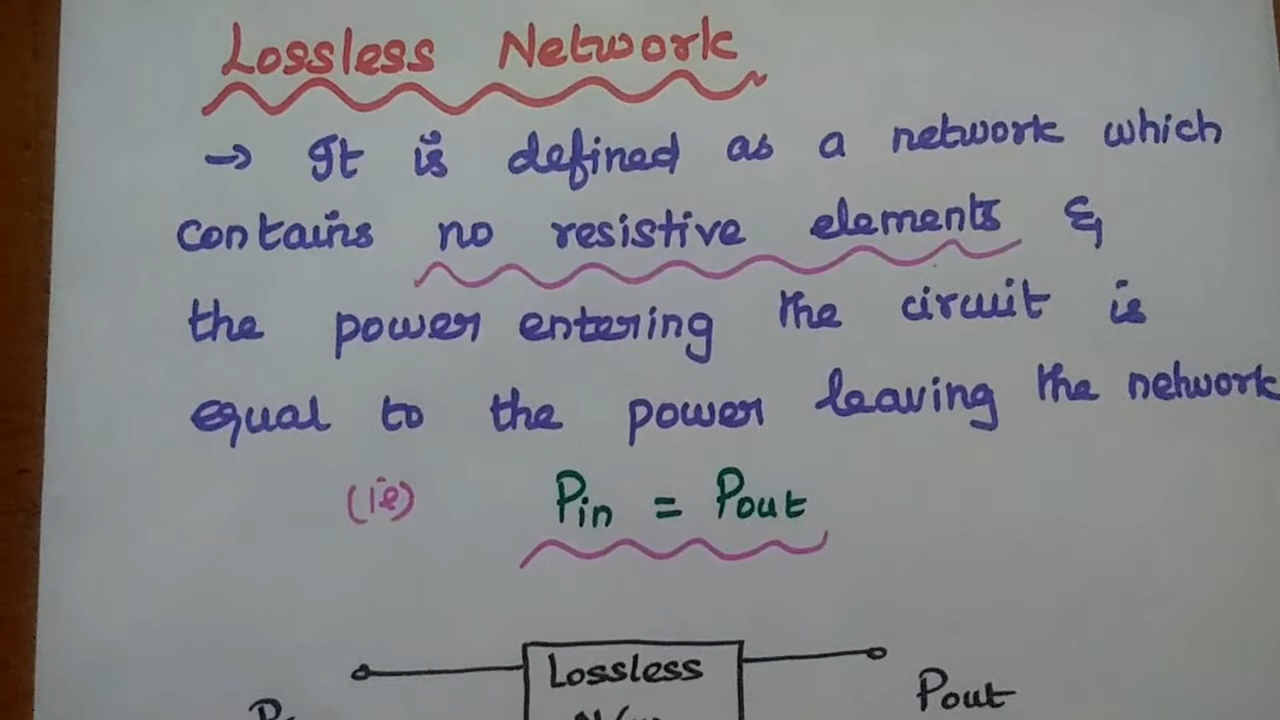 Lossless Network
→ It is defined as a network which
contains no resistive elements &
the power entering the circuit is
equal to the power leaving the network
(ie) Pin = Pout
Lossless
Pout